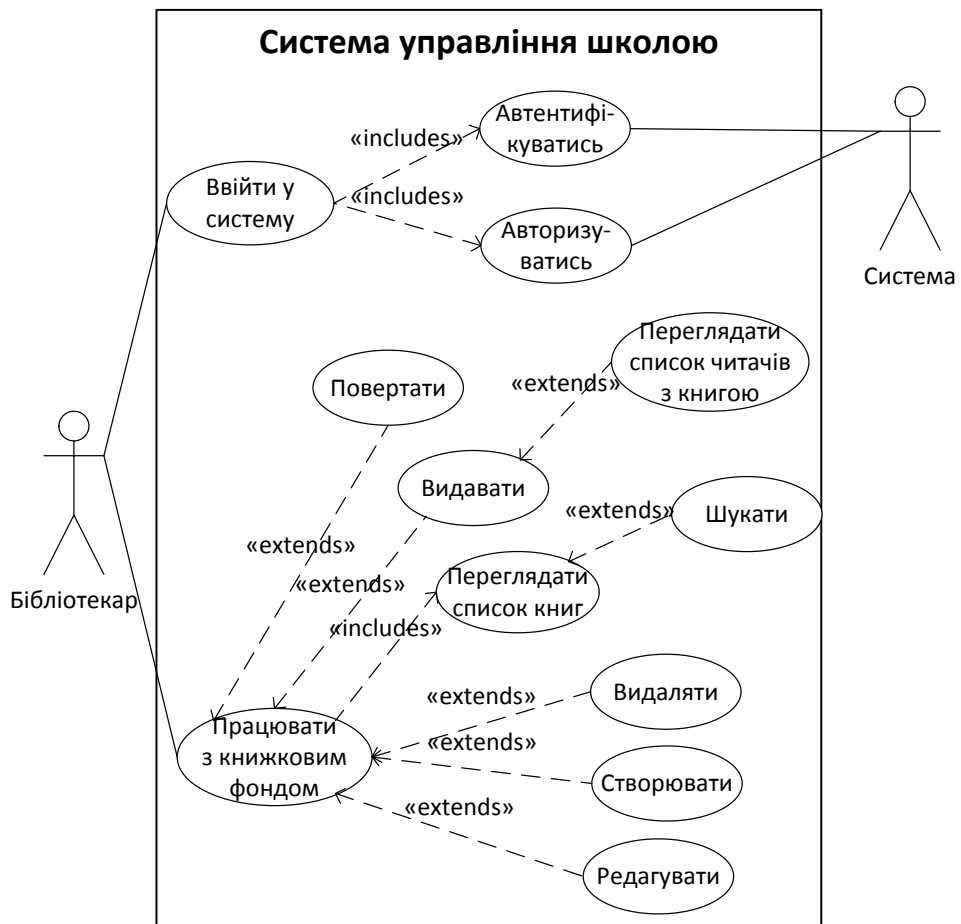 Система управління школою
Автентифі-
куватись
«includes»
Ввійти у
систему
«includes»
Авторизу-
ватись
Система
Переглядати
список читачів
з книгою
Повертати
«extends»
Видавати
«extends»
Шукати
«extends»
«extends»
Переглядати
список книг
«includes»
Бібліотекар
Видаляти
«extends»
Працювати
з книжковим
фондом
«extends»
Створювати
«extends»
Редагувати